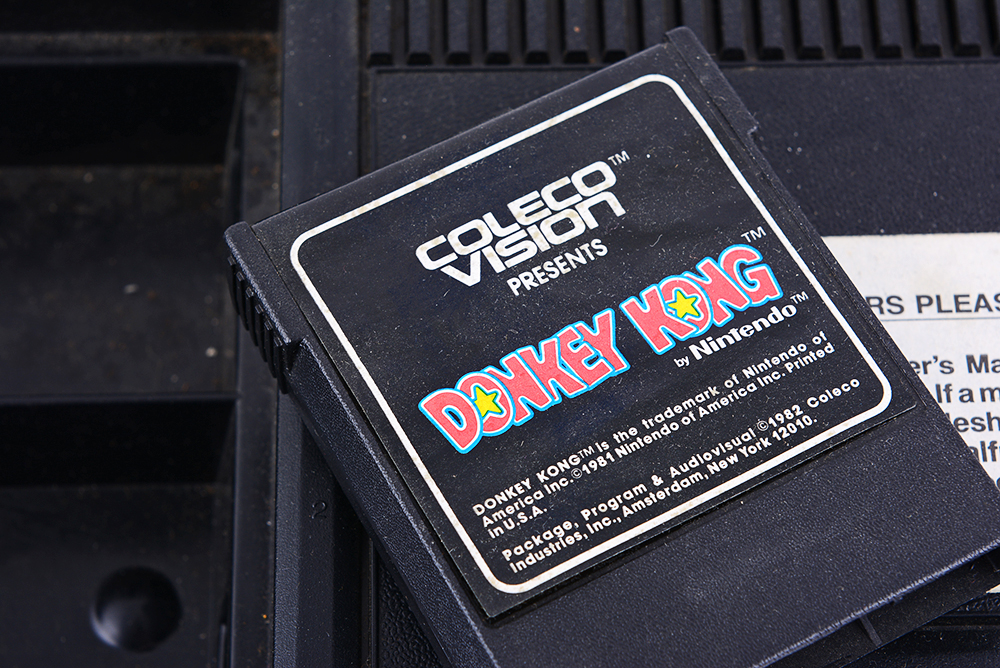 COLECO™
VISION
PRESENTS
DONKEY KONG™
by Nintendo™
DONKEY KONG™ is the trademark of Nintendo of
America Inc.©1981 Nintendo of America Inc. Printed
in U.S.A.
Package, Program & Audiovisual ©1982 Coleco
Industries, Inc., Amsterdam, New York 12010.
RS PLEAS
er's Ma
If a m